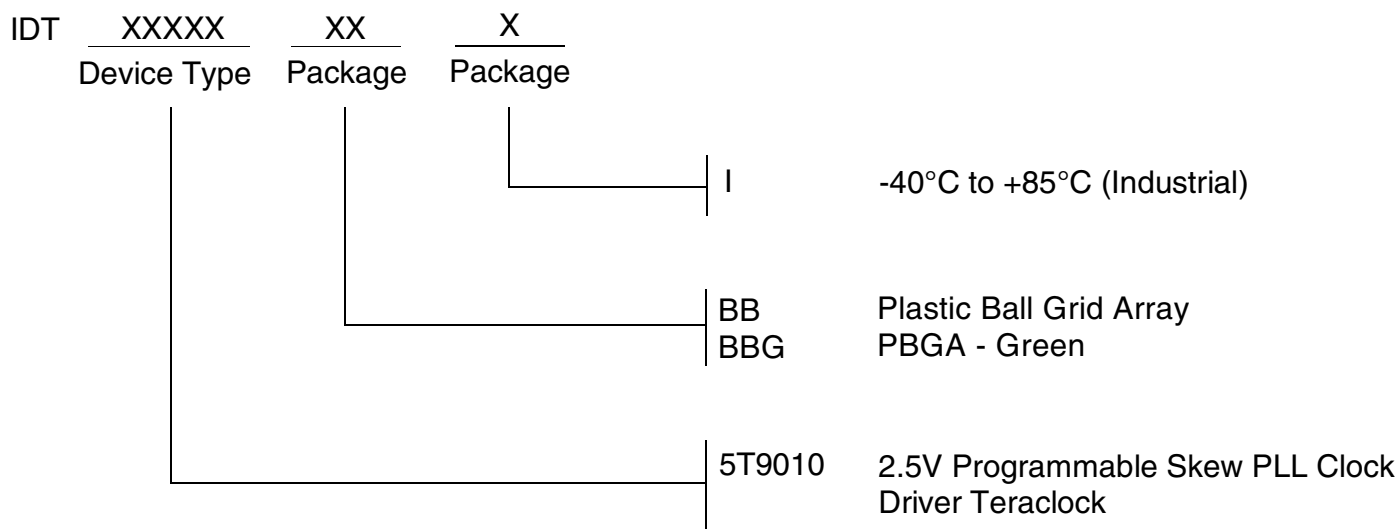 IDT XXXXX XX X
Device Type Package Package
I -40°C to +85°C (Industrial)
BB Plastic Ball Grid Array
BBG PBGA - Green
5T9010 2.5V Programmable Skew PLL Clock
Driver Teraclock